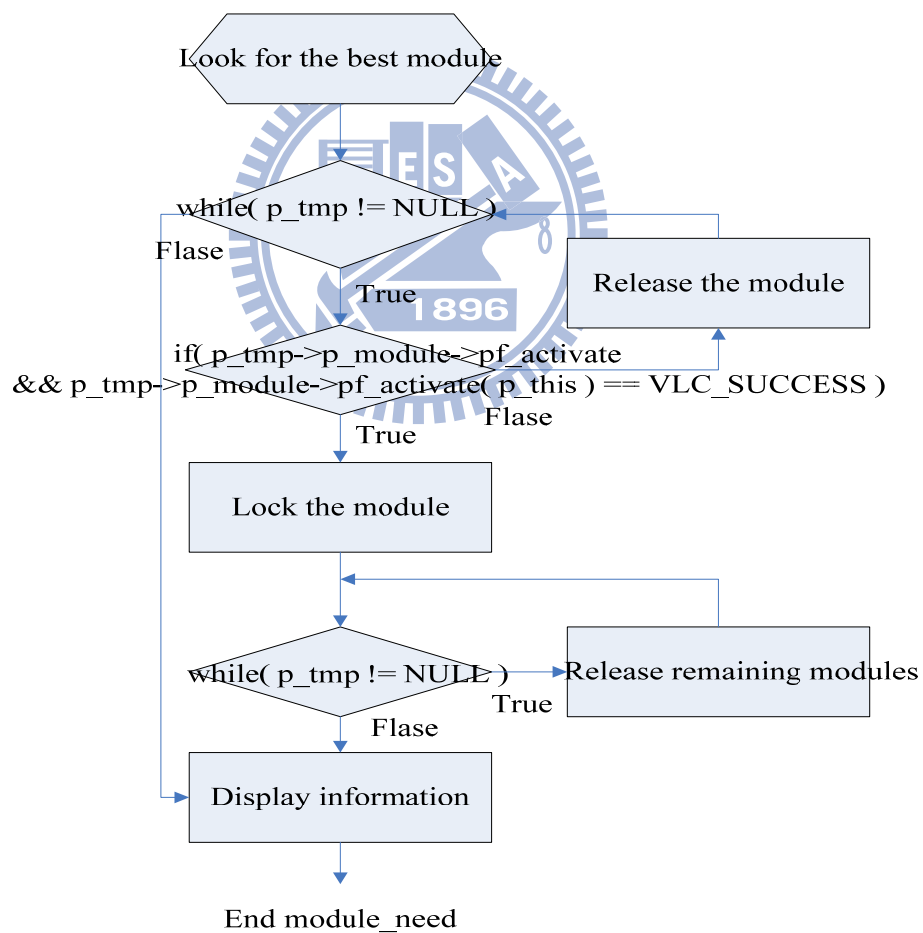 Look for the best module
ESA
while( p_tmp != NULL )
Flase
Release the module
True
1896
if( p_tmp->p_module->pf_activate
&& p_tmp->p_module->pf_activate( p_this ) == VLC_SUCCESS )
Flase
True
Lock the module
while( p_tmp != NULL )
Release remaining modules
True
Flase
Display information
End module_need